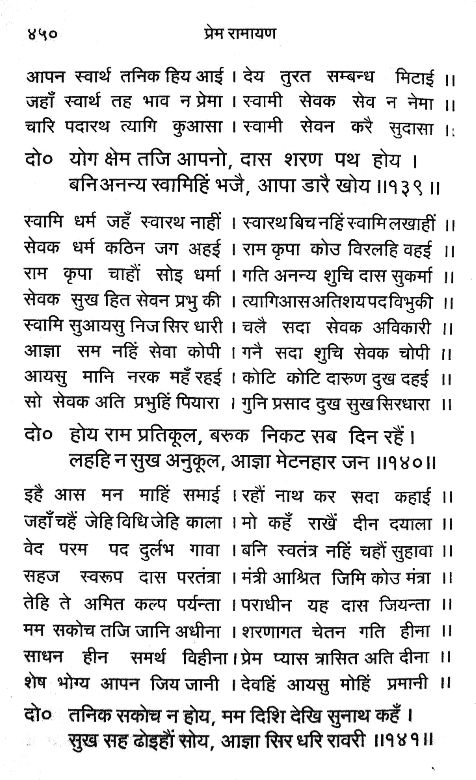 ४५०
प्रेम रामायण
आपन स्वार्थ तनिक हिय आई । देय तुरत सम्बन्ध मिटाई ।।
जहाँ स्वार्थ तह भाव न प्रेमा । स्वामी सेवक सेव न नेमा ।।
चारि पदारथ त्यागि कुआसा । स्वामी सेवन करै सुदासा ।।
दो० योग क्षेम तजि आपनो, दास शरण पथ होय ।
बनि अनन्य स्वामिहिं भजै, आपा डारै खोय ।।१३९।।
स्वामि धर्म जहँ स्वारथ नाहीं । स्वारथ बिच नहिं स्वामि लखाहीं ।।
सेवक धर्म कठिन जग अहई । राम कृपा कोउ विरलहि वहई ।।
राम कृपा चाहौं सोइ धर्मा । गति अनन्य शुचि दास सुकर्मा ।।
सेवक सुख हित सेवन प्रभु की । त्यागि आस अतिशय पद विभुकी ।।
स्वामि सुआयसु निज सिर धारी । चलै सदा सेवक अविकारी ।।
आज्ञा सम नहिं सेवा कोपी । गनै सदा शुचि सेवक चोपी ।।
आयसु मानि नरक महँ रहई । कोटि कोटि दारुण दुख दहई ।।
सो सेवक अति प्रभुहिं पियारा । गुनि प्रसाद दुख सुख सिरधारा ।।
दो० होय राम प्रतिकूल, बरुक निकट सब दिन रहैं ।
लहहि न सुख अनुकूल, आज्ञा मेटनहार जन ।।१४०।।
इहै आस मन माहिं समाई । रहौं नाथ कर सदा कहाई ।।
जहाँ चहैं जेहि विधि जेहि काला । मो कहँ राखैं दीन दयाला ।।
वेद परम पद दुर्लभ गावा । बनि स्वतंत्र नहिं चहौं सुहावा ।।
सहज स्वरूप दास परतंत्रा । मंत्री आश्रित जिमि कोउ मंत्रा ।।
तेहि ते अमित कल्प पर्यन्ता । पराधीन यह दास जियन्ता ।।
मम सकोच तजि जानि अधीना । शरणागत चेतन गति हीना ।।
साधन हीन समर्थ विहीना । प्रेम प्यास त्रासित अति दीना ।।
शेष भोग्य आपन जिय जानी । देवहिं आयसु मोहिं प्रमानी ।।
दो० तनिक सकोच न होय, मम दिशि देखि सुनाथ कहँ ।
सुख सह ढोइहौं सोय, आज्ञा सिर धरि रावरी ।।१४१।।